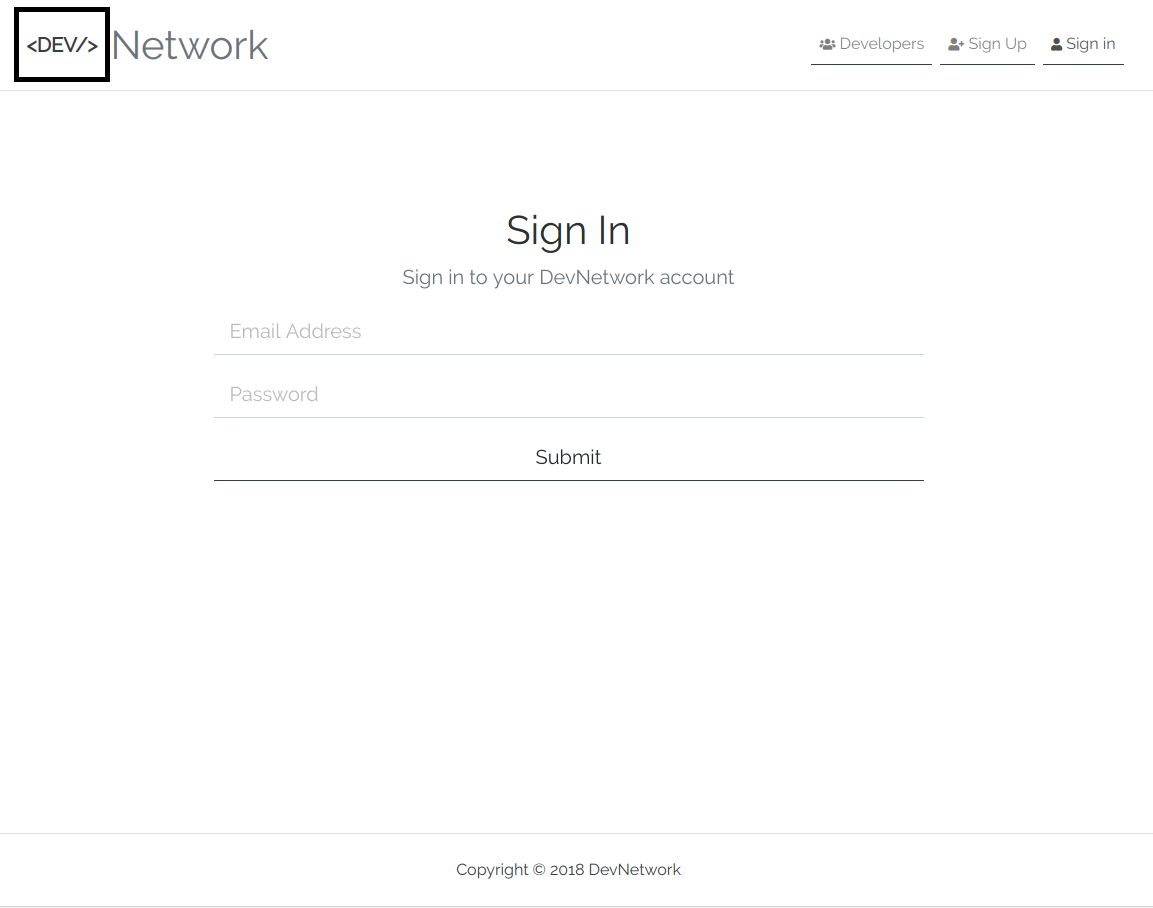 <DEV/> Network
Developers Sign Up Sign in
Sign In
Sign in to your DevNetwork account
Email Address
Password
Submit
Copyright © 2018 DevNetwork